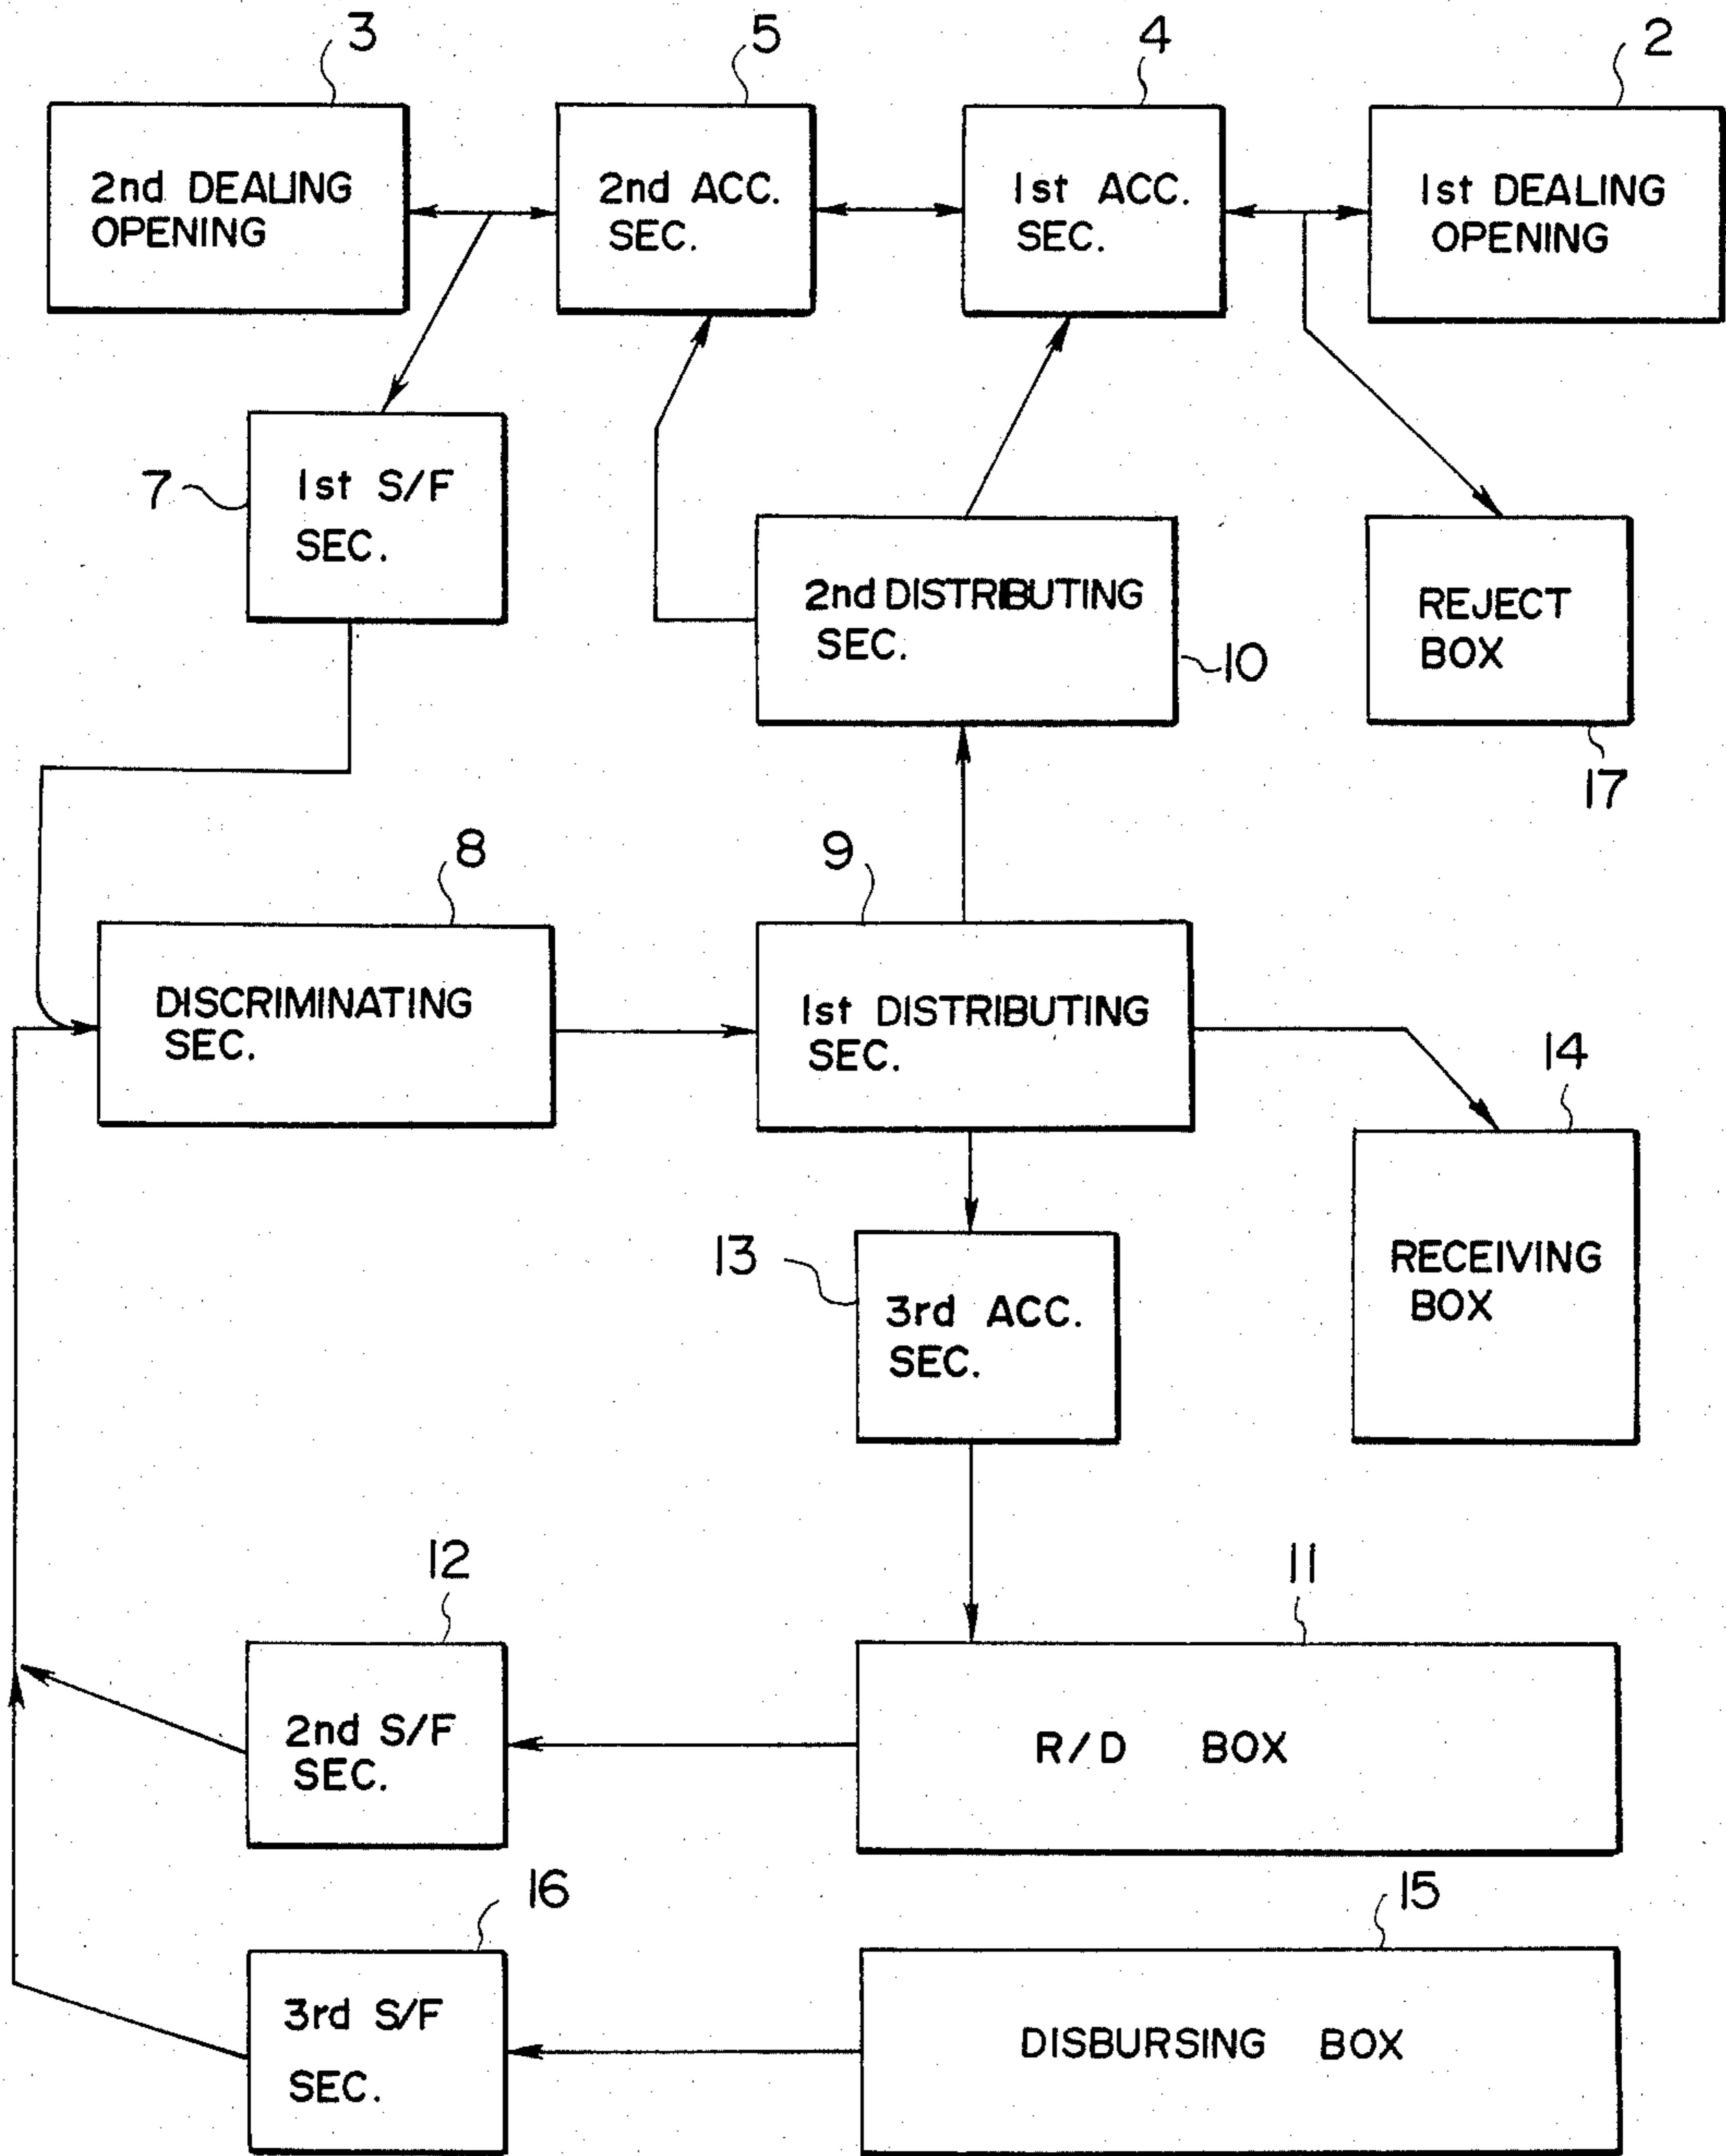 3
5
4
2
2nd DEALING
OPENING
2nd ACC.
SEC.
1st ACC.
SEC.
1st DEALING
OPENING
7
1st S/F
SEC.
2nd DISTRIBUTING
SEC.
10
REJECT
BOX
17
8
9
DISCRIMINATING
SEC.
1st DISTRIBUTING
SEC.
14
RECEIVING
BOX
13
3rd ACC.
SEC.
12
11
2nd S/F
SEC.
R/D BOX
16
15
3rd S/F
SEC.
DISBURSING BOX